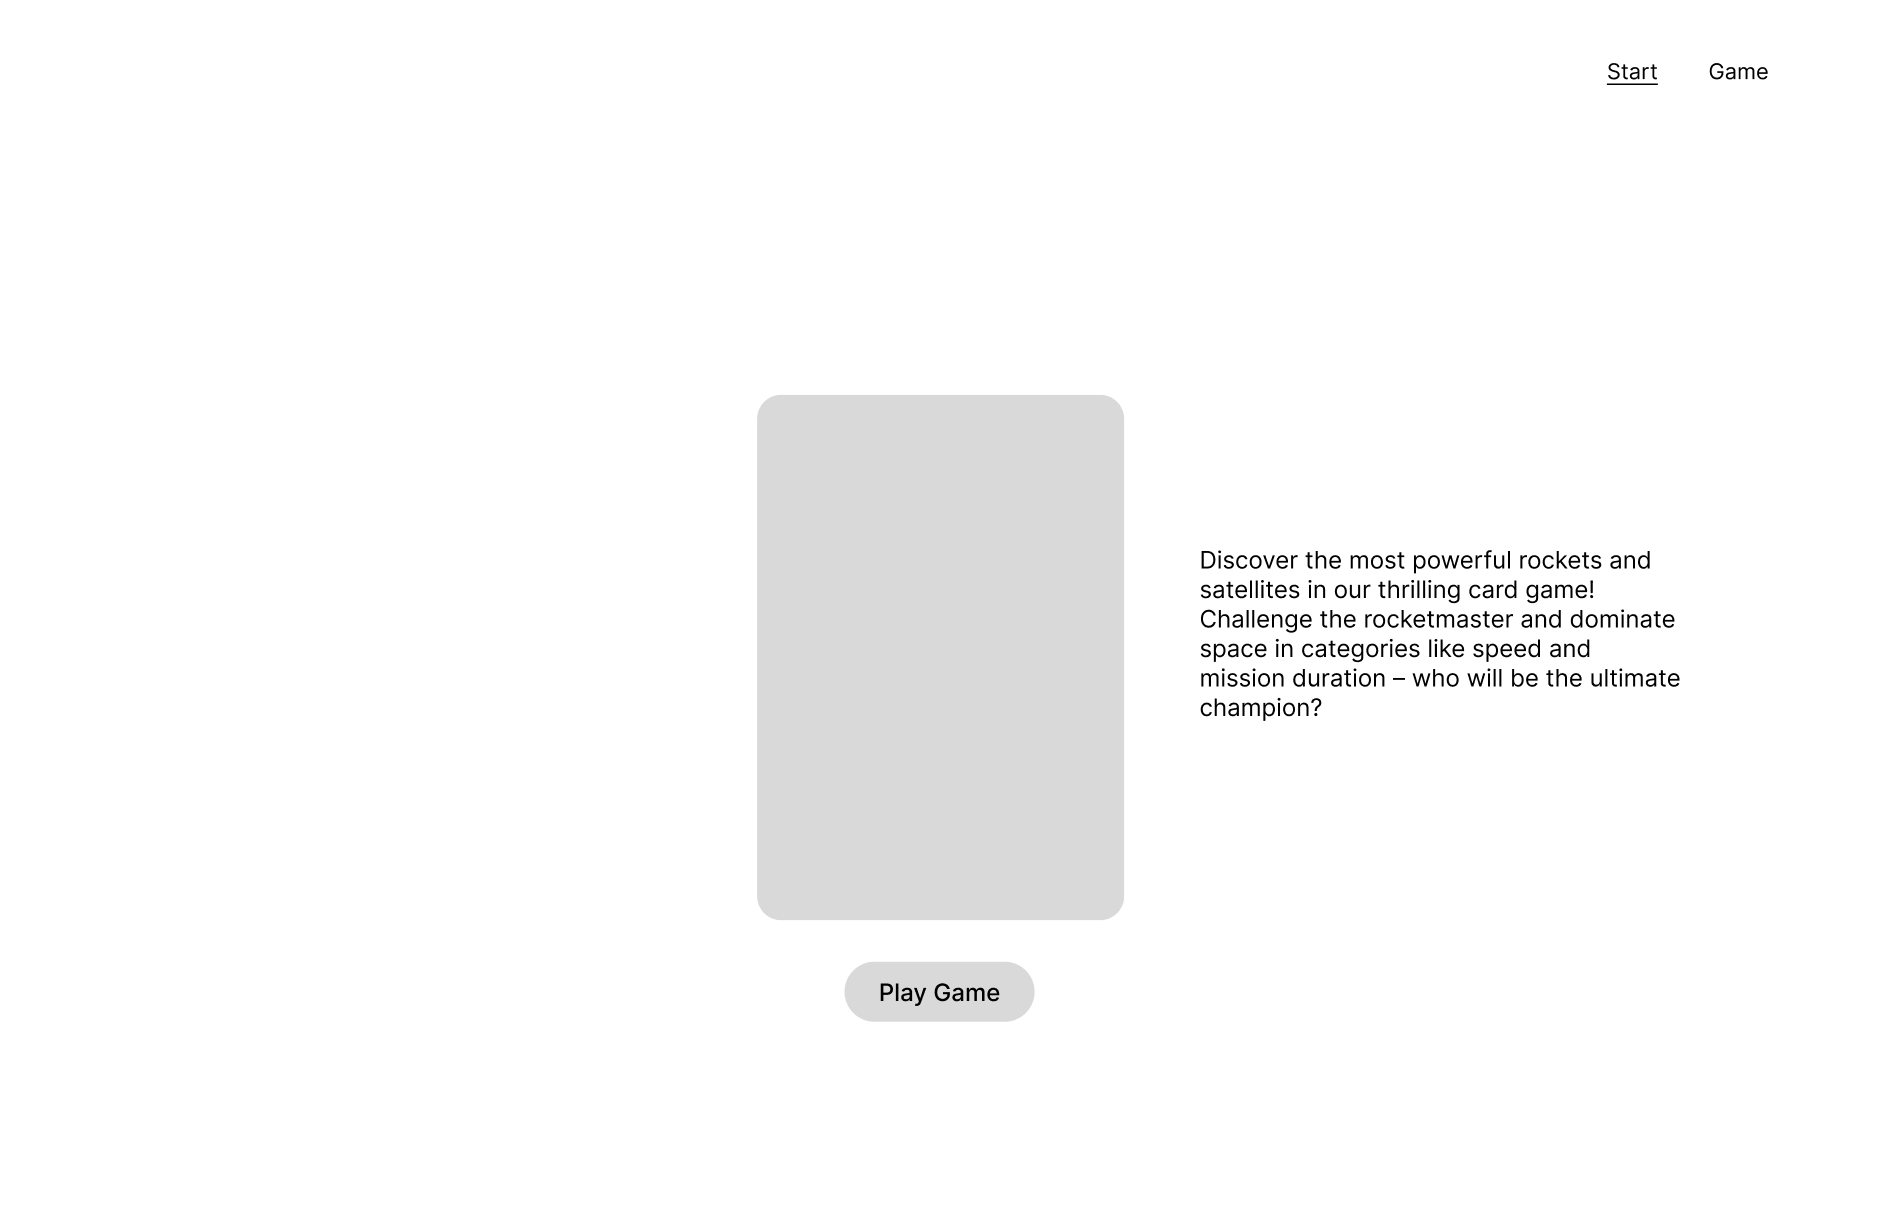 Start
Game
Discover the most powerful rockets and
satellites in our thrilling card game!
Challenge the rocketmaster and dominate
space in categories like speed and
mission duration – who will be the ultimate
champion?
Play Game